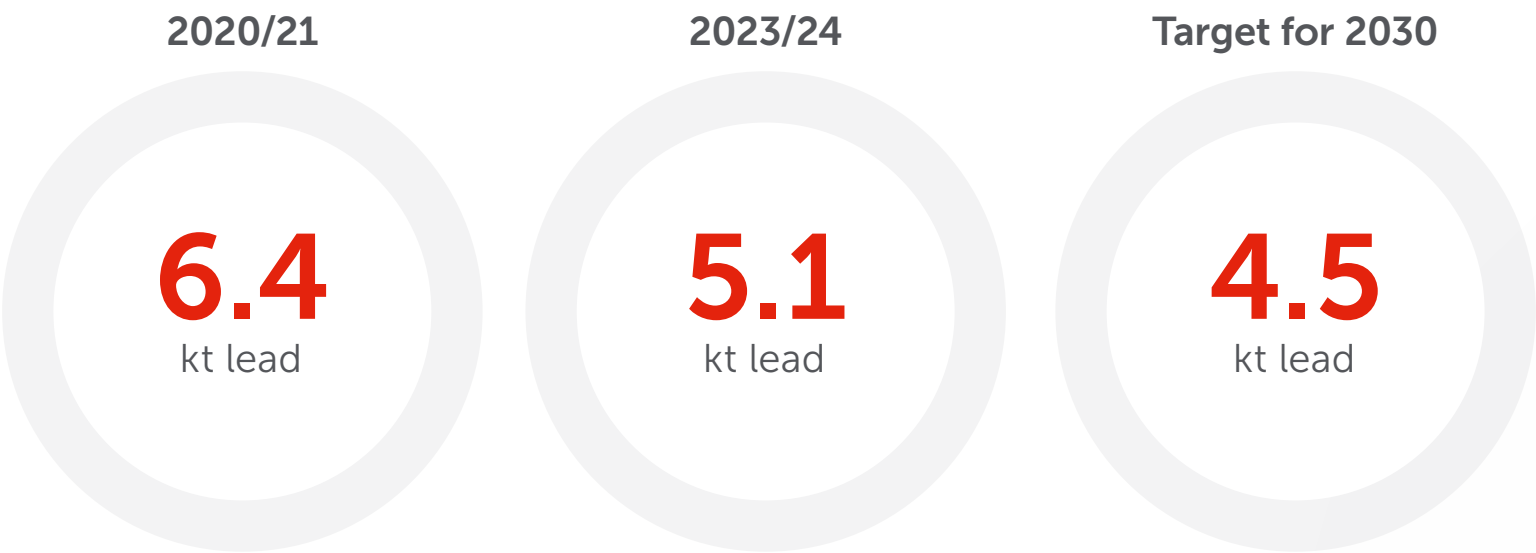 2020/21
6.4
kt lead
2023/24
5.1
kt lead
Target for 2030
4.5
kt lead